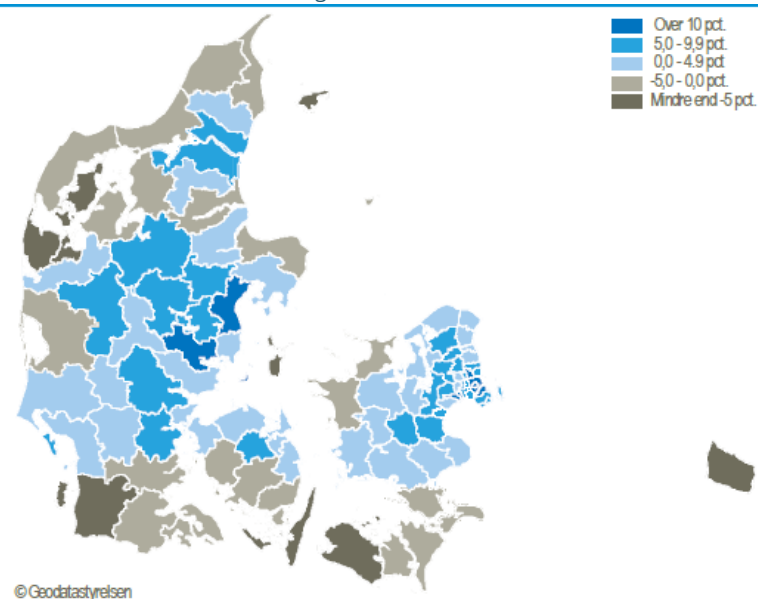 Over 10 pct.
5,0 - 9,9 pct.
0,0 - 4.9 pct
-5,0 - 0,0 pct.
Mindre end -5 pct.
© Geodatastyrelsen